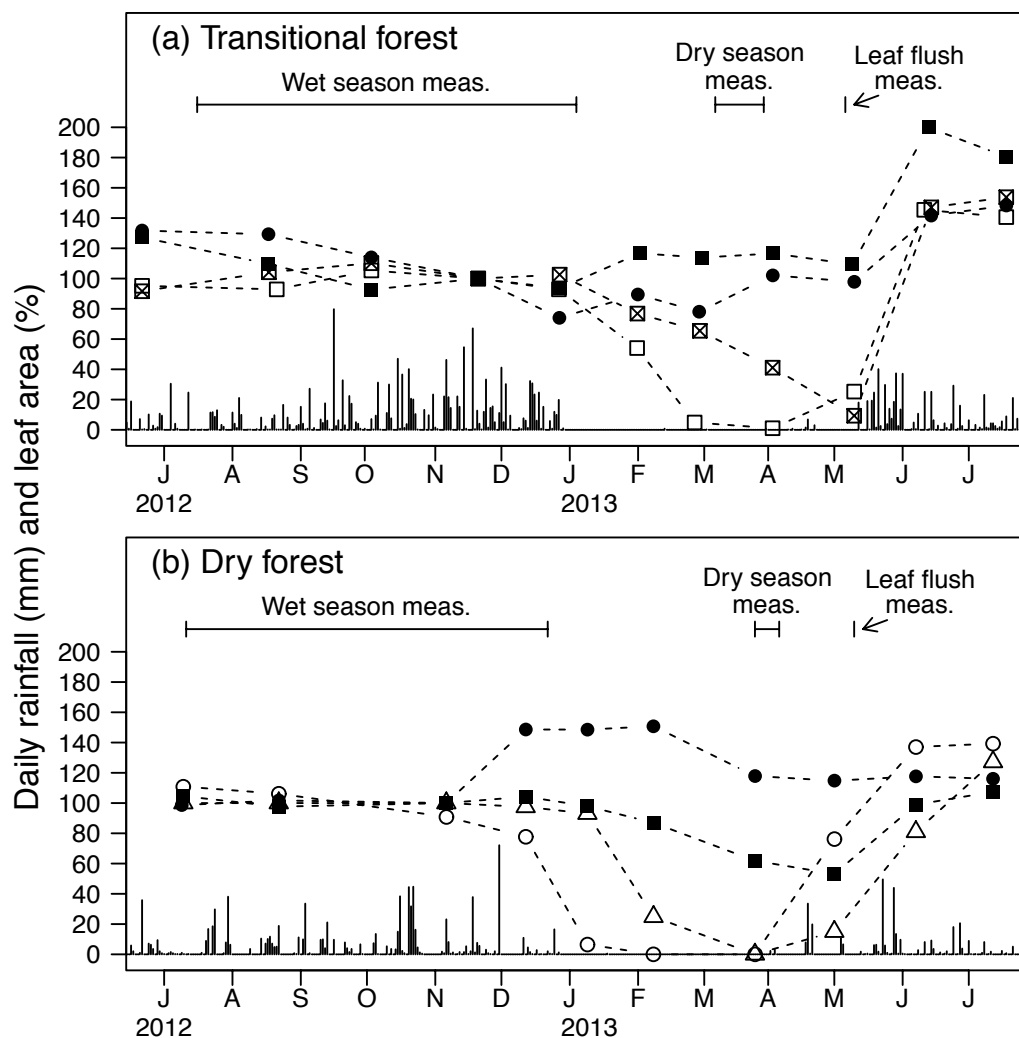 Daily rainfall (mm) and leaf area (%)
(a) Transitional forest
Wet season meas.
Dry season
meas.
Leaf flush
meas.
200
180
160
140
120
100
80
60
40
20
0
J A S O N D J F M A M J J
2012 2013
(b) Dry forest
Wet season meas.
Dry season
meas.
Leaf flush
meas.
200
180
160
140
120
100
80
60
40
20
0
J A S O N D J F M A M J J
2012 2013